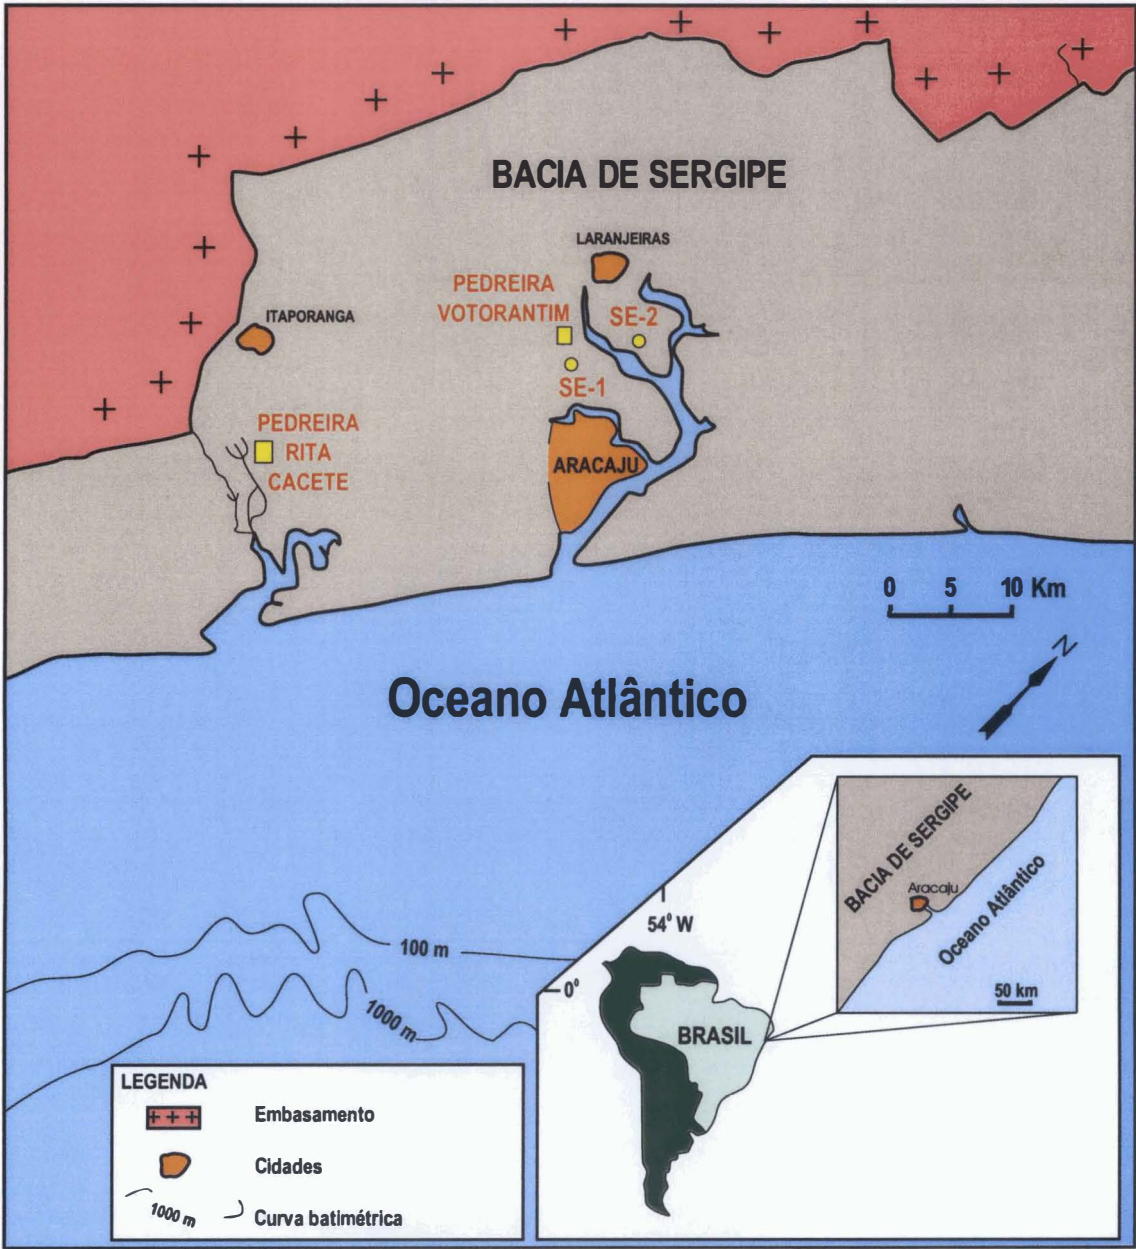 BACIA DE SERGIPE
LARANJEIRAS
PEDREIRA
VOTORANTIM
SE-2
ITAPORANGA
SE-1
PEDREIRA
RITA
CACETE
ARACAJU
0 5 10 Km
N
Oceano Atlântico
BACIA DE SERGIPE
Aracaju
Oceano Atlântico
50 km
54° W
100 m
0°
1000 m
BRASIL
LEGENDA
Embasamento
Cidades
1000 m Curva batimétrica